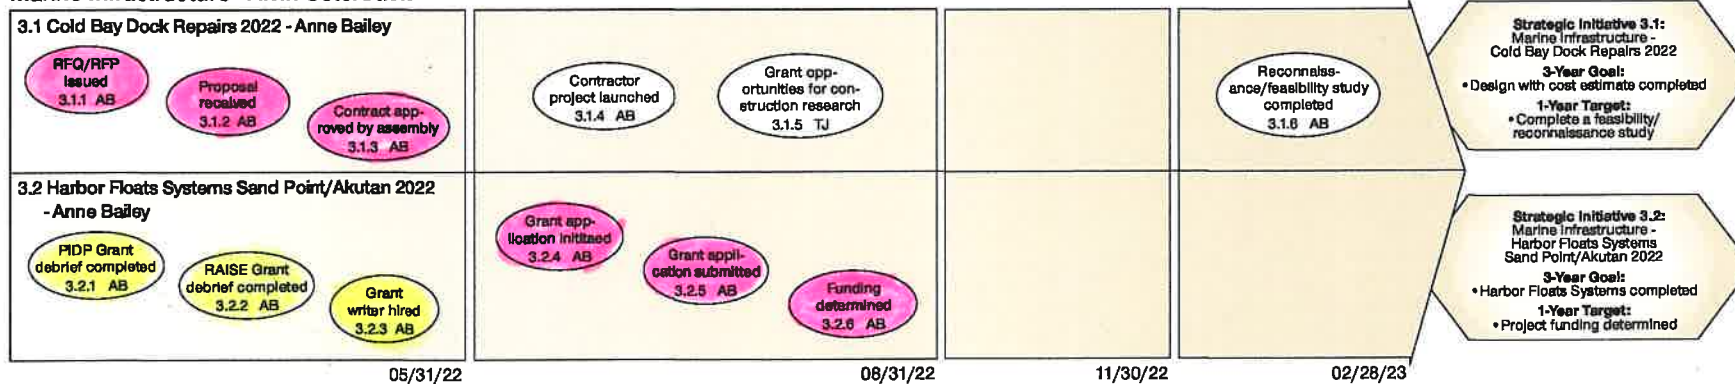 3.1 Cold Bay Dock Repairs 2022 - Anne Bailey
RFQ/RFP
Issued
3.1.1 AB
Proposal
received
3.1.2 AB
Contract app-
roved by assembly
3.1.3 AB
Contractor
project launched
3.1.4 AB
Grant opp-
ortunities for con-
struction research
3.1.5 TJ
Reconnaiss-
ance/feasibility study
completed
3.1.6 AB
Strategic Initiative 3.1:
Marine Infrastructure -
Cold Bay Dock Repairs 2022
3-Year Goal:
• Design with cost estimate completed
1-Year Target:
• Complete a feasibility/
reconnaissance study
3.2 Harbor Floats Systems Sand Point/Akutan 2022
- Anne Bailey
PIDP Grant
debrief completed
3.2.1 AB
RAISE Grant
debrief completed
3.2.2 AB
Grant
writer hired
3.2.3 AB
Grant app-
lication inititaed
3.2.4 AB
Grant appli-
cation submitted
3.2.5 AB
Funding
determined
3.2.6 AB
Strategic Initiative 3.2:
Marine Infrastructure -
Harbor Floats Systems
Sand Point/Akutan 2022
3-Year Goal:
• Harbor Floats Systems completed
1-Year Target:
• Project funding determined
05/31/22
08/31/22
11/30/22
02/28/23